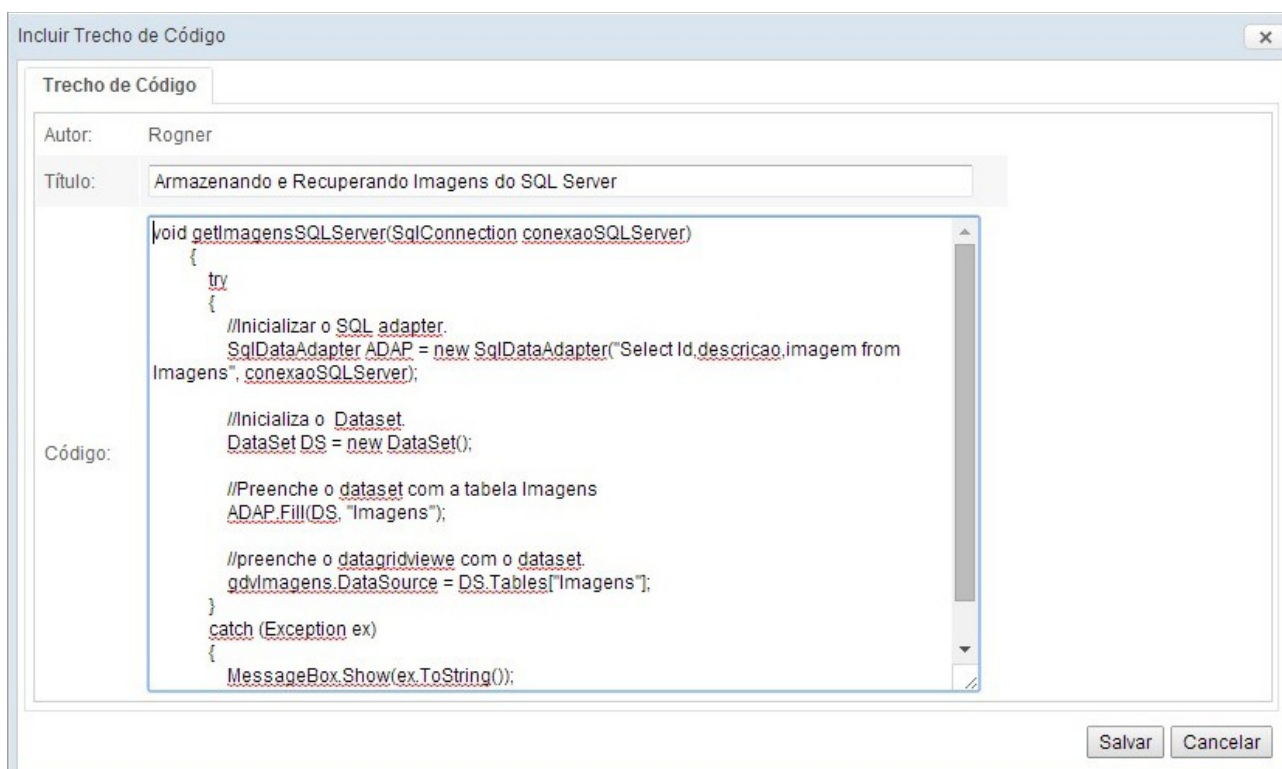 Incluir Trecho de Código
Trecho de Código
Autor: Rogner
Título: Armazenando e Recuperando Imagens do SQL Server
Código:
void getImagensSQLServer(SqlConnection conexaoSQLServer)
{
try
{
//Inicializar o SQL adapter.
SqlDataAdapter ADAP = new SqlDataAdapter("Select Id,descricao,imagem from
Imagens", conexaoSQLServer);
//Inicializa o  Dataset.
DataSet DS = new DataSet();
//Preenche o dataset com a tabela Imagens
ADAP.Fill(DS, "Imagens");
//preenche o datagridviewe com o dataset.
gdvImagens.DataSource = DS.Tables["Imagens"];
}
catch (Exception ex)
{
MessageBox.Show(ex.ToString());
Salvar Cancelar